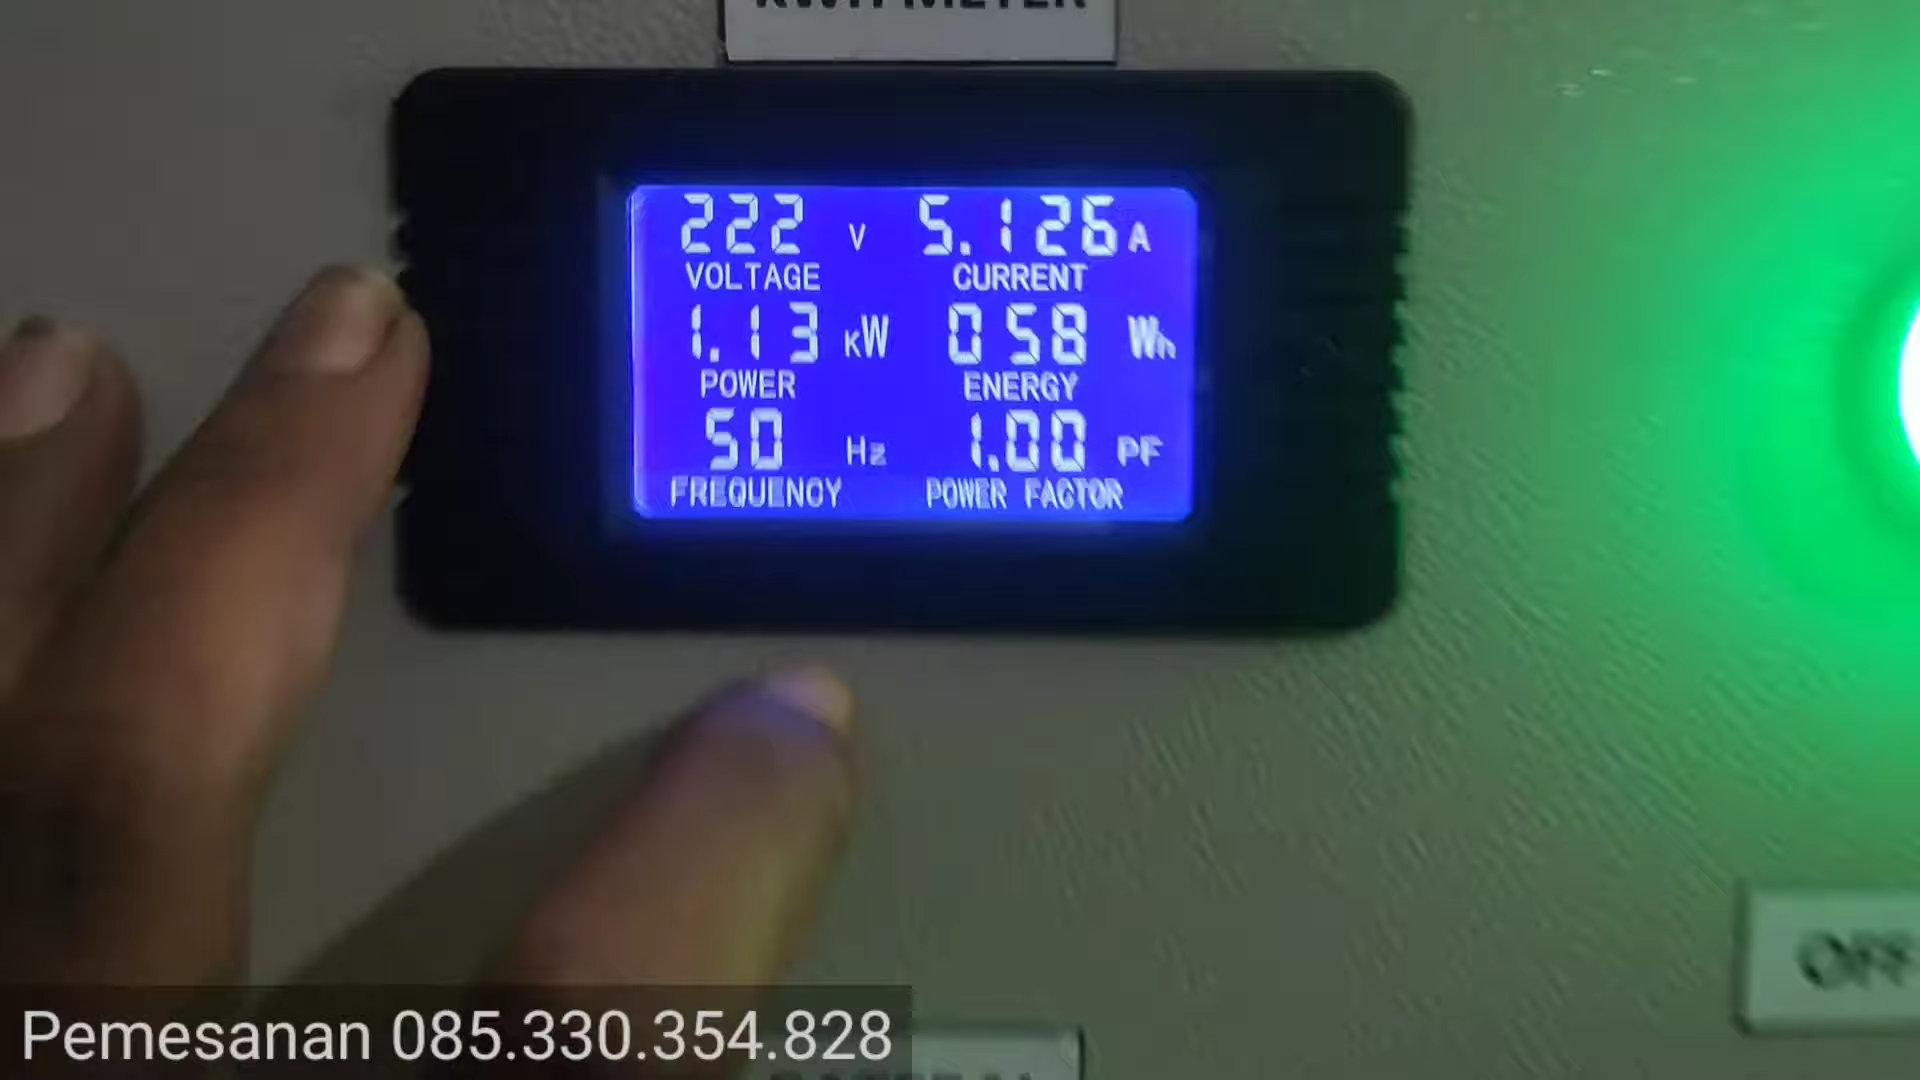 KWH METER
222 V 5.126 A
VOLTAGE CURRENT
1.13 KW 058 Wh
POWER ENERGY
50 Hz 1.00 PF
FREQUENCY POWER FACTOR
OFF
Pemesanan 085.330.354.828